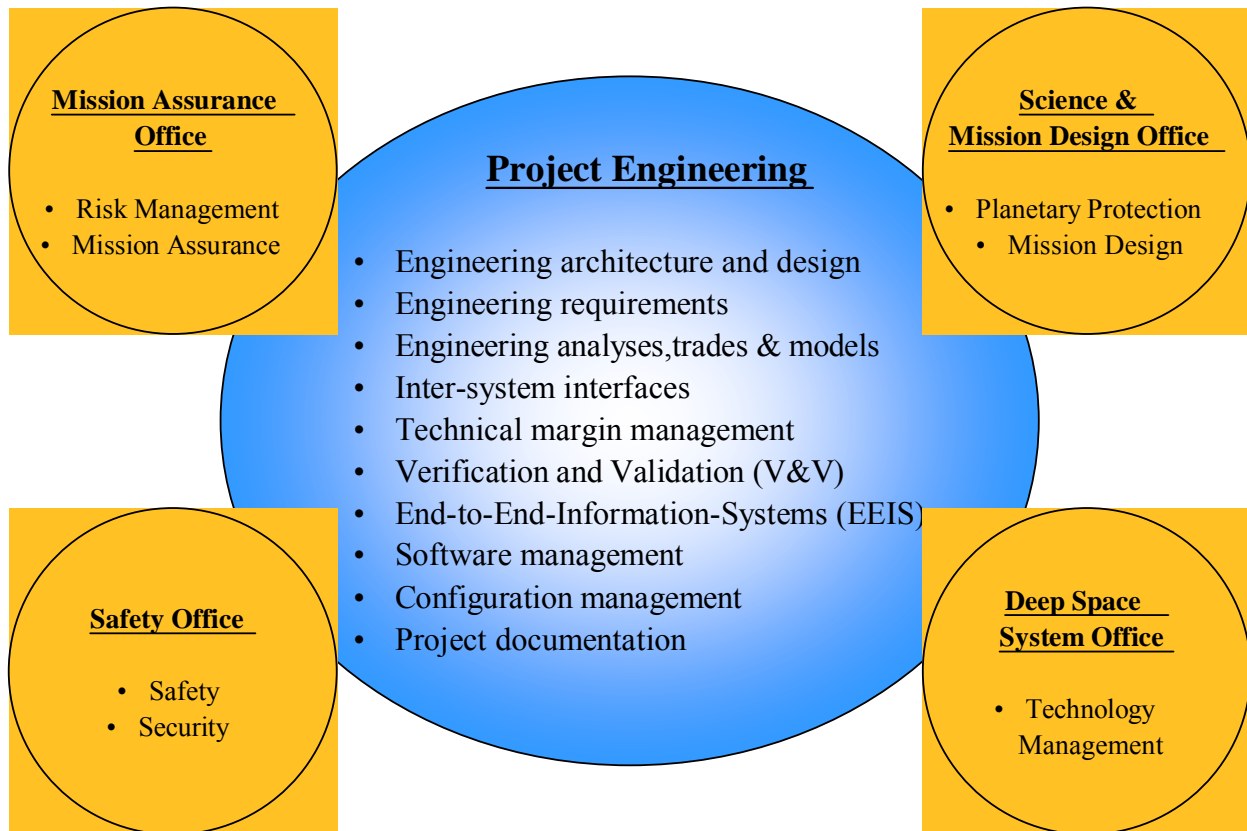 Mission Assurance
Office
• Risk Management
• Mission Assurance
Science &
Mission Design Office
• Planetary Protection
• Mission Design
Project Engineering
• Engineering architecture and design
• Engineering requirements
• Engineering analyses,trades & models
• Inter-system interfaces
• Technical margin management
• Verification and Validation (V&V)
• End-to-End-Information-Systems (EEIS)
• Software management
• Configuration management
• Project documentation
Safety Office
• Safety
• Security
Deep Space
System Office
• Technology
Management